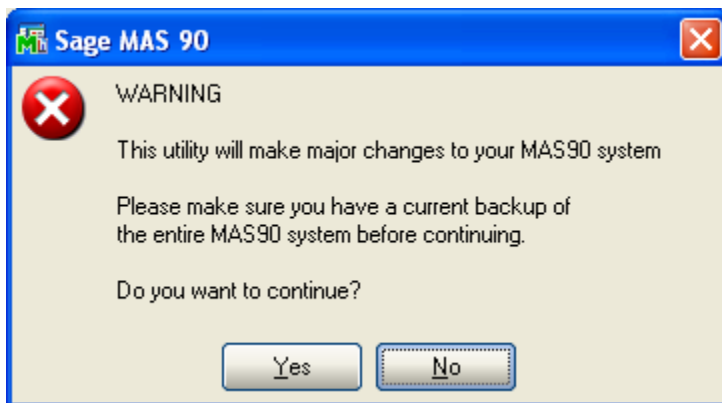 Sage MAS 90
WARNING
This utility will make major changes to your MAS90 system
Please make sure you have a current backup of
the entire MAS90 system before continuing.
Do you want to continue?
Yes
No